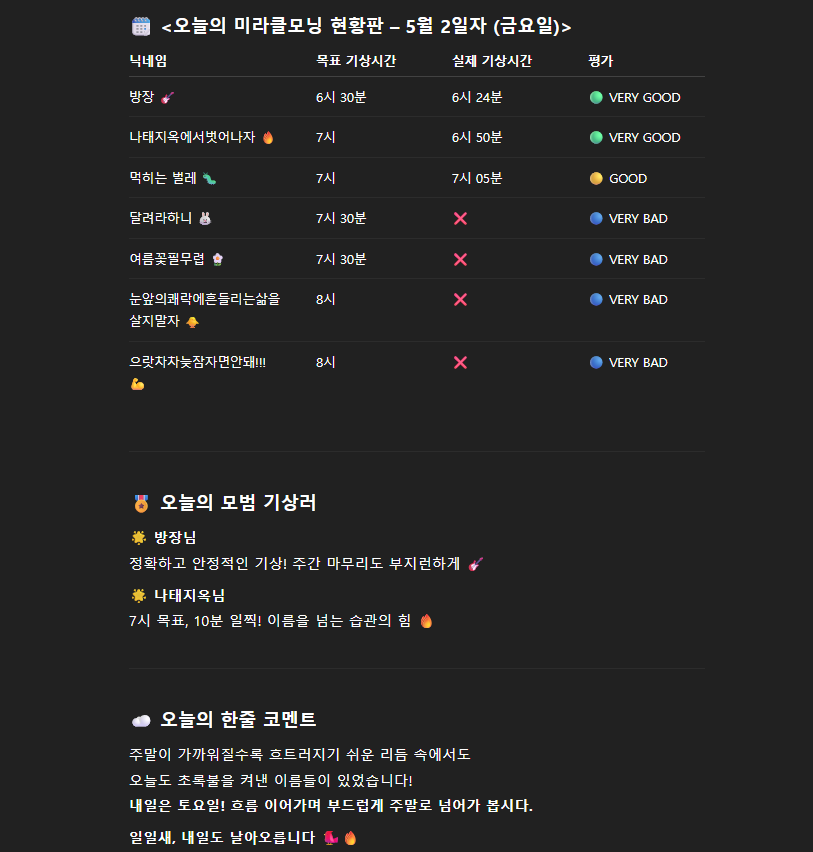 🗓️ <오늘의 미라클모닝 현황판 – 5월 2일자 (금요일)>
닉네임 목표 기상시간 실제 기상시간 평가
방장 🎸 6시 30분 6시 24분 🟢 VERY GOOD
나태지옥에서벗어나자 🔥 7시 6시 50분 🟢 VERY GOOD
먹히는 벌레 🐛 7시 7시 05분 🟡 GOOD
달려라하니 🐰 7시 30분 ❌ 🔵 VERY BAD
여름꽃필무렵 🌸 7시 30분 ❌ 🔵 VERY BAD
눈앞의쾌락에흔들리는삶을 8시 ❌ 🔵 VERY BAD
살지말자 🐥
으랏차차늦잠자면안돼!!! 8시 ❌ 🔵 VERY BAD
💪
🏅 오늘의 모범 기상러
🌟 방장님
정확하고 안정적인 기상! 주간 마무리도 부지런하게 🎸
🌟 나태지옥님
7시 목표, 10분 일찍! 이름을 넘는 습관의 힘 🔥
☁️ 오늘의 한줄 코멘트
주말이 가까워질수록 흐트러지기 쉬운 리듬 속에서도
오늘도 초록불을 켜낸 이름들이 있었습니다!
내일은 토요일! 흐름 이어가며 부드럽게 주말로 넘어가 봅시다.
일일새, 내일도 날아오릅니다 🐦🔥